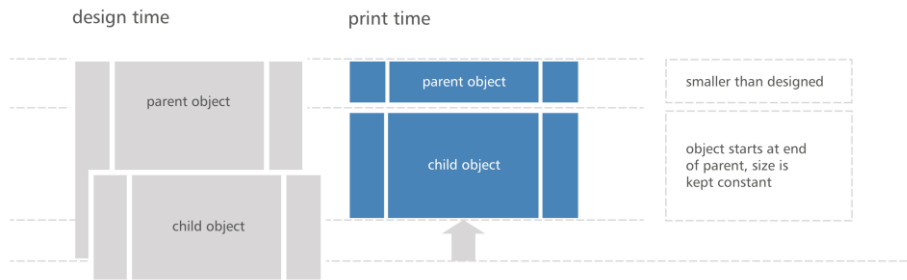 design time
print time
parent object
parent object
smaller than designed
child object
object starts at end
of parent, size is
kept constant
child object